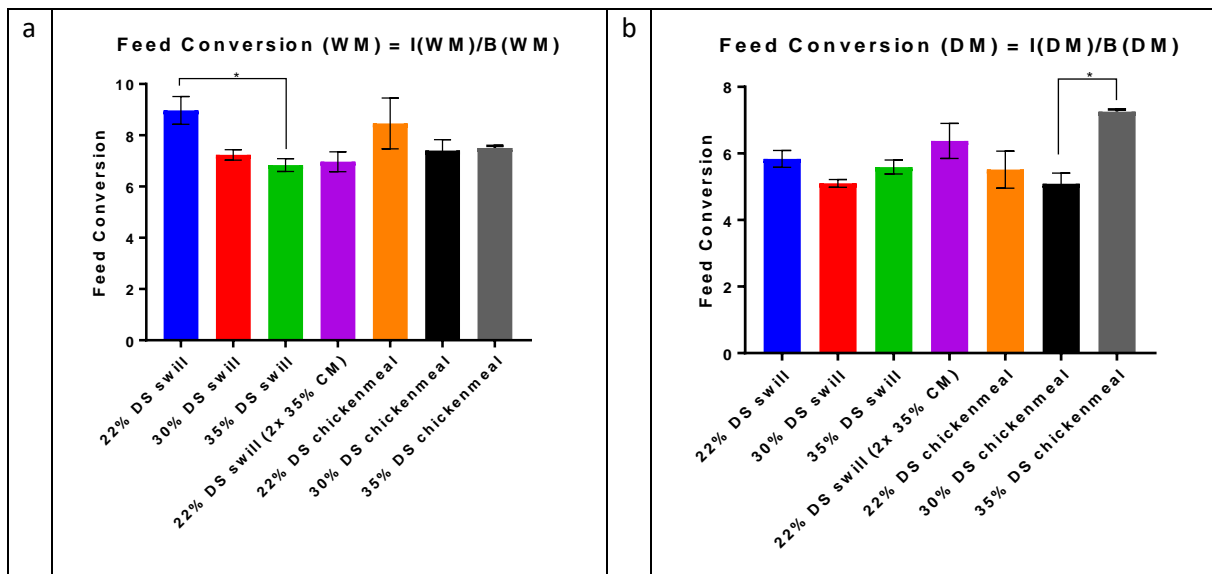 a
Feed Conversion (WM) = I(WM)/B(WM)
*
10
8
6
4
2
0
Feed Conversion
22% DS swill
30% DS swill
35% DS swill
22% DS swill (2x 35% CM)
22% DS chickenmeal
30% DS chickenmeal
35% DS chickenmeal
b
Feed Conversion (DM) = I(DM)/B(DM)
*
8
6
4
2
0
Feed Conversion
22% DS swill
30% DS swill
35% DS swill
22% DS swill (2x 35% CM)
22% DS chickenmeal
30% DS chickenmeal
35% DS chickenmeal